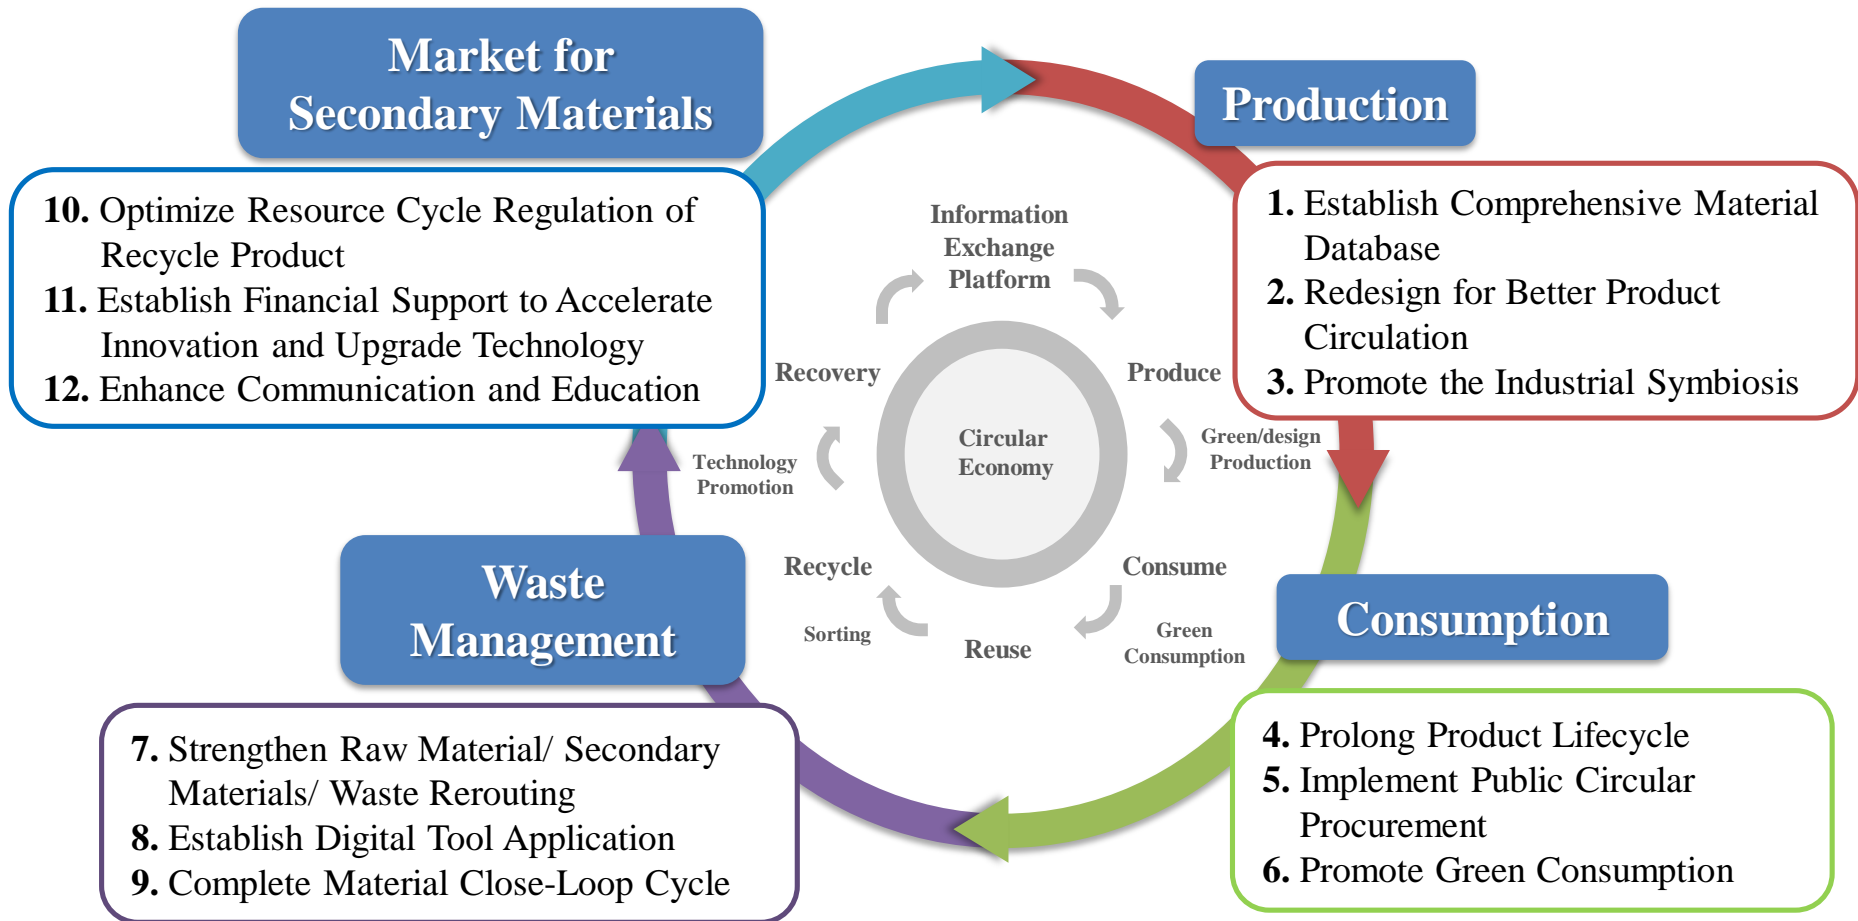 Market for
Secondary Materials
10. Optimize Resource Cycle Regulation of
Recycle Product
11. Establish Financial Support to Accelerate
Innovation and Upgrade Technology
12. Enhance Communication and Education
Production
1. Establish Comprehensive Material
Database
2. Redesign for Better Product
Circulation
3. Promote the Industrial Symbiosis
Information
Exchange
Platform
Recovery
Produce
Circular
Economy
Technology
Promotion
Green/design
Production
Recycle
Consume
Sorting
Reuse
Green
Consumption
Waste
Management
7. Strengthen Raw Material/ Secondary
Materials/ Waste Rerouting
8. Establish Digital Tool Application
9. Complete Material Close-Loop Cycle
Consumption
4. Prolong Product Lifecycle
5. Implement Public Circular
Procurement
6. Promote Green Consumption